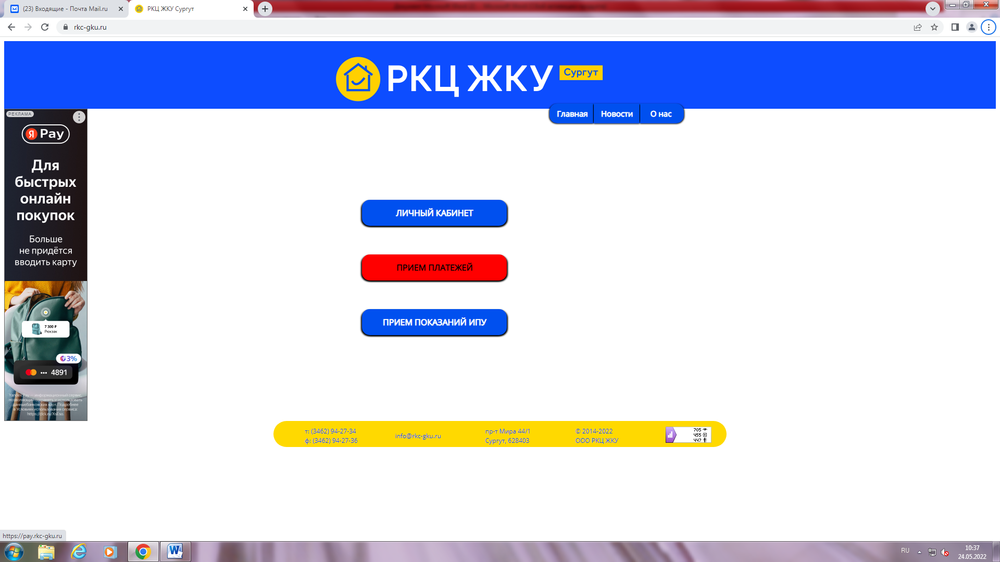 (23) Входящие - Почта Mail.ru
РКЦ ЖКУ Сургут
rkc-gku.ru
РКЦ ЖКУ Сургут
Главная Новости О нас
РЕКЛАМА
Я Pay
Для
быстрых
онлайн
покупок
Больше
не придётся
вводить карту
7 300 ₽
Рюкзак
3%
••• 4891
Yandex Pay — информационный сервис,
позволяющий сохранять и использовать
данные банковских карт. Подробнее
в Условиях использования сервиса:
https://clck.ru/XsEso.
ЛИЧНЫЙ КАБИНЕТ
ПРИЕМ ПЛАТЕЖЕЙ
ПРИЕМ ПОКАЗАНИЙ ИПУ
т: (3462) 94-27-34
ф: (3462) 94-27-36
info@rkc-gku.ru
пр-т Мира 44/1
Сургут, 628403
© 2014-2022
ООО РКЦ ЖКУ
705
455
447
https://pay.rkc-gku.ru
RU
10:37
24.05.2022